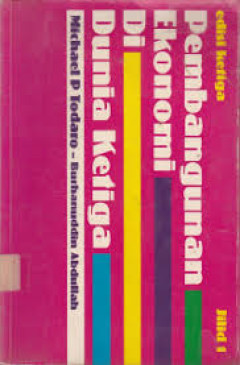 edisi ketiga
Pembangunan
Ekonomi
Di
Dunia Ketiga
Michael P Todaro - Burhanuddin Abdullah
Jilid 1